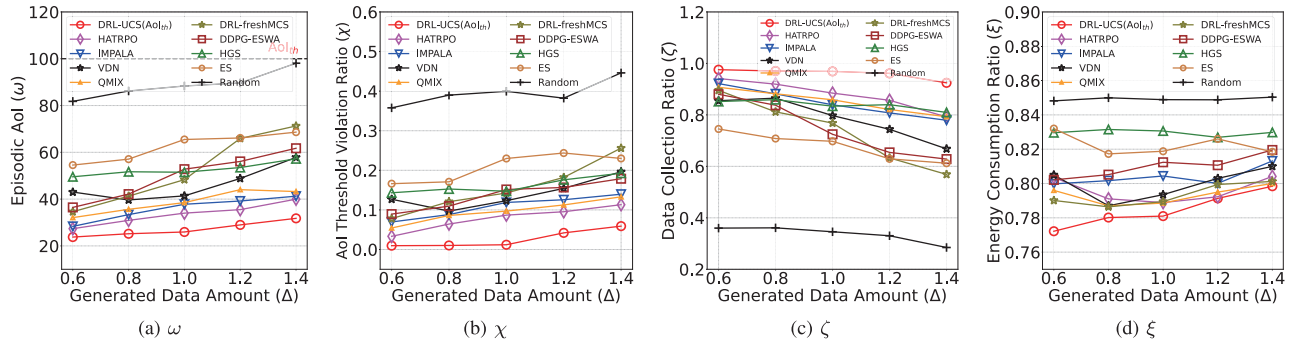 DRL-UCS(AoI_th)
HATRPO
IMPALA
VDN
QMIX
DRL-freshMCS
DDPG-ESWA
HGS
ES
Random
AoI_th
Episodic AoI (ω)
120
100
80
60
40
20
0.6 0.8 1.0 1.2 1.4
Generated Data Amount (Δ)
(a) ω
DRL-UCS(AoI_th)
HATRPO
IMPALA
VDN
QMIX
DRL-freshMCS
DDPG-ESWA
HGS
ES
Random
AoI Threshold Violation Ratio (χ)
0.6
0.5
0.4
0.3
0.2
0.1
0.0
0.6 0.8 1.0 1.2 1.4
Generated Data Amount (Δ)
(b) χ
DRL-UCS(AoI_th)
HATRPO
IMPALA
VDN
QMIX
DRL-freshMCS
DDPG-ESWA
HGS
ES
Random
Data Collection Ratio (ζ)
1.2
1.0
0.8
0.6
0.4
0.2
0.6 0.8 1.0 1.2 1.4
Generated Data Amount (Δ)
(c) ζ
DRL-UCS(AoI_th)
HATRPO
IMPALA
VDN
QMIX
DRL-freshMCS
DDPG-ESWA
HGS
ES
Random
Energy Consumption Ratio (ξ)
0.90
0.88
0.86
0.84
0.82
0.80
0.78
0.76
0.6 0.8 1.0 1.2 1.4
Generated Data Amount (Δ)
(d) ξ